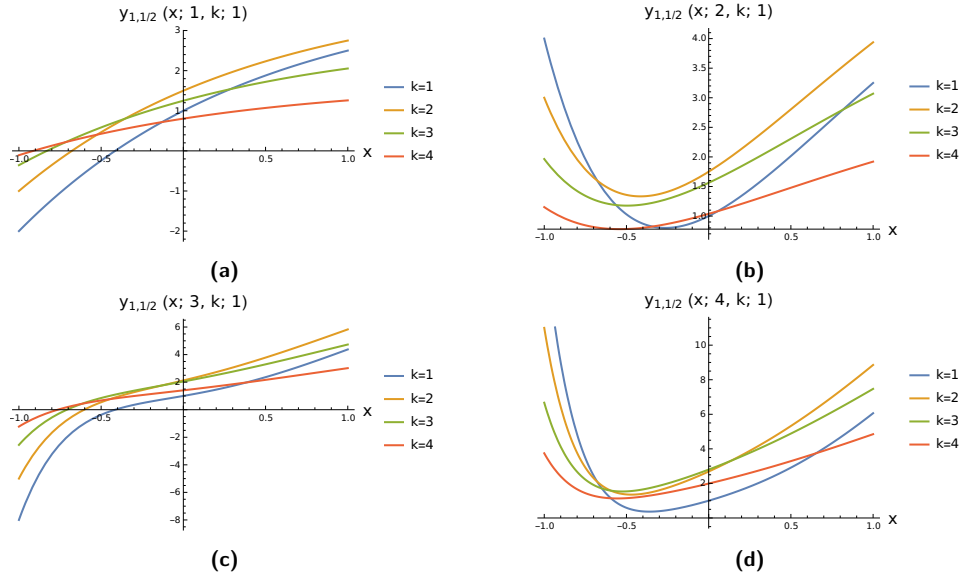 y1,1/2 (x; 1, k; 1)
3
2
1
-1
-2
-1.0
-0.5
0.5
1.0
x
k=1
k=2
k=3
k=4
(a)
y1,1/2 (x; 2, k; 1)
4.0
3.5
3.0
2.5
2.0
1.5
1.0
-1.0
-0.5
0.5
1.0
x
k=1
k=2
k=3
k=4
(b)
y1,1/2 (x; 3, k; 1)
6
4
2
-2
-4
-6
-8
-1.0
-0.5
0.5
1.0
x
k=1
k=2
k=3
k=4
(c)
y1,1/2 (x; 4, k; 1)
10
8
6
4
2
-1.0
-0.5
0.5
1.0
x
k=1
k=2
k=3
k=4
(d)